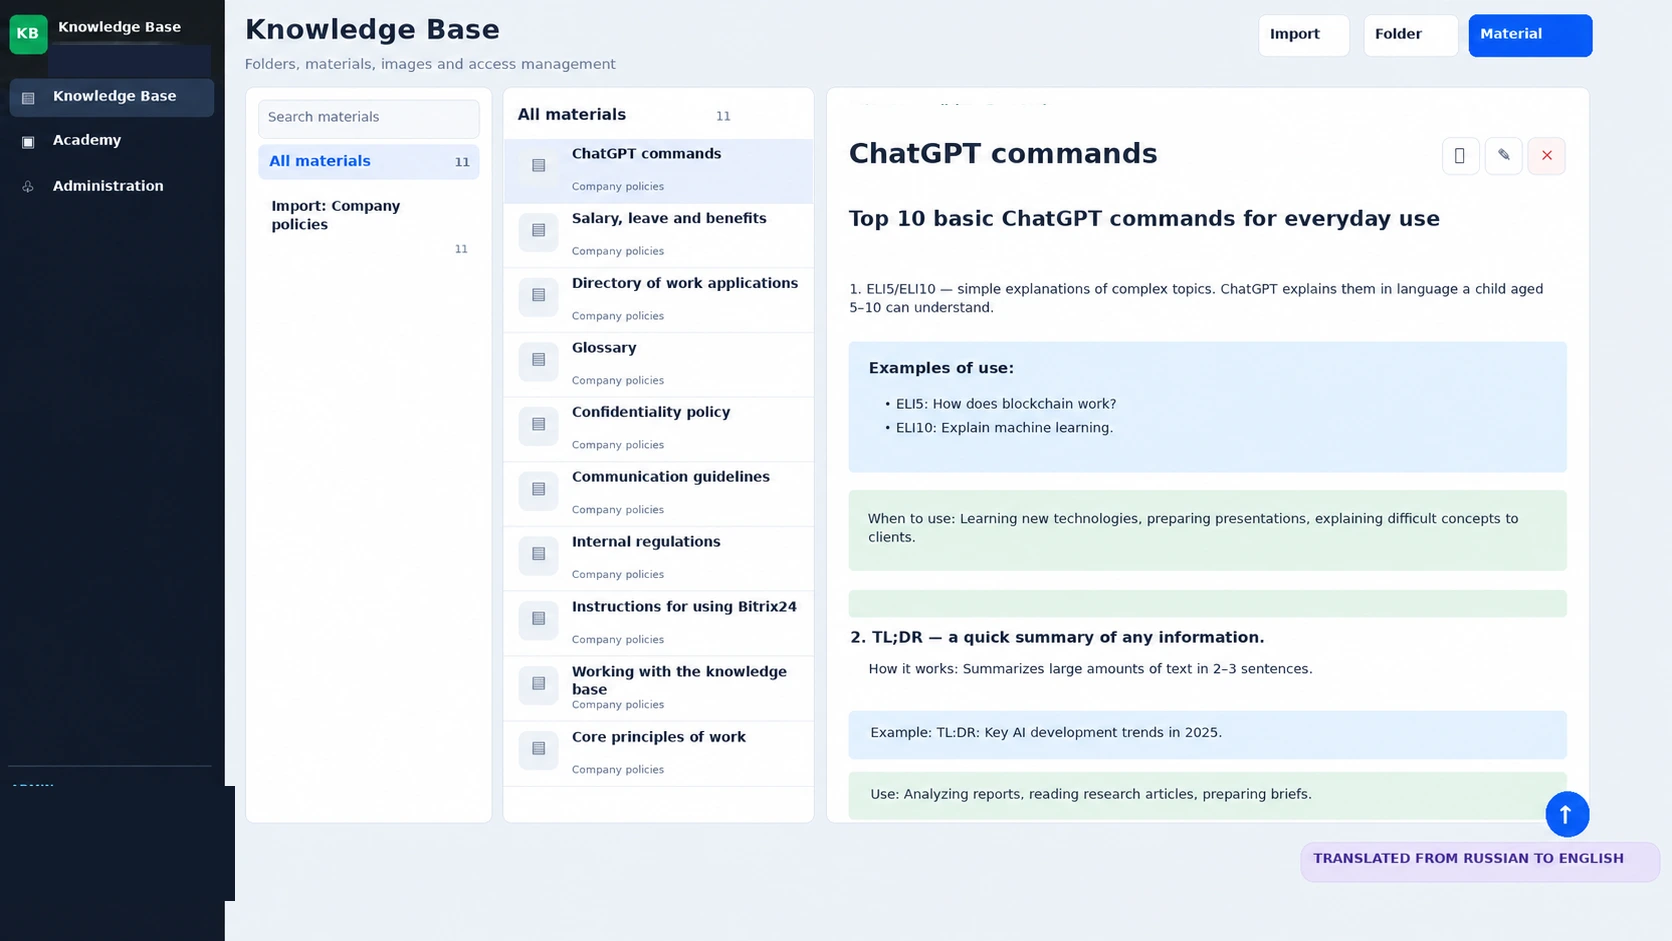 KB
Knowledge Base
Knowledge Base
Academy
Administration
Knowledge Base
Folders, materials, images and access management
Import
Folder
Material
Search materials
All materials 11
Import: Company
policies
11
All materials 11
ChatGPT commands
Company policies
Salary, leave and benefits
Company policies
Directory of work applications
Company policies
Glossary
Company policies
Confidentiality policy
Company policies
Communication guidelines
Company policies
Internal regulations
Company policies
Instructions for using Bitrix24
Company policies
Working with the knowledge
base
Company policies
Core principles of work
Company policies
ChatGPT commands
Top 10 basic ChatGPT commands for everyday use
1. ELI5/ELI10 — simple explanations of complex topics. ChatGPT explains them in language a child aged
5–10 can understand.
Examples of use:
• ELI5: How does blockchain work?
• ELI10: Explain machine learning.
When to use: Learning new technologies, preparing presentations, explaining difficult concepts to
clients.
2. TL;DR — a quick summary of any information.
How it works: Summarizes large amounts of text in 2–3 sentences.
Example: TL:DR: Key AI development trends in 2025.
Use: Analyzing reports, reading research articles, preparing briefs.
TRANSLATED FROM RUSSIAN TO ENGLISH